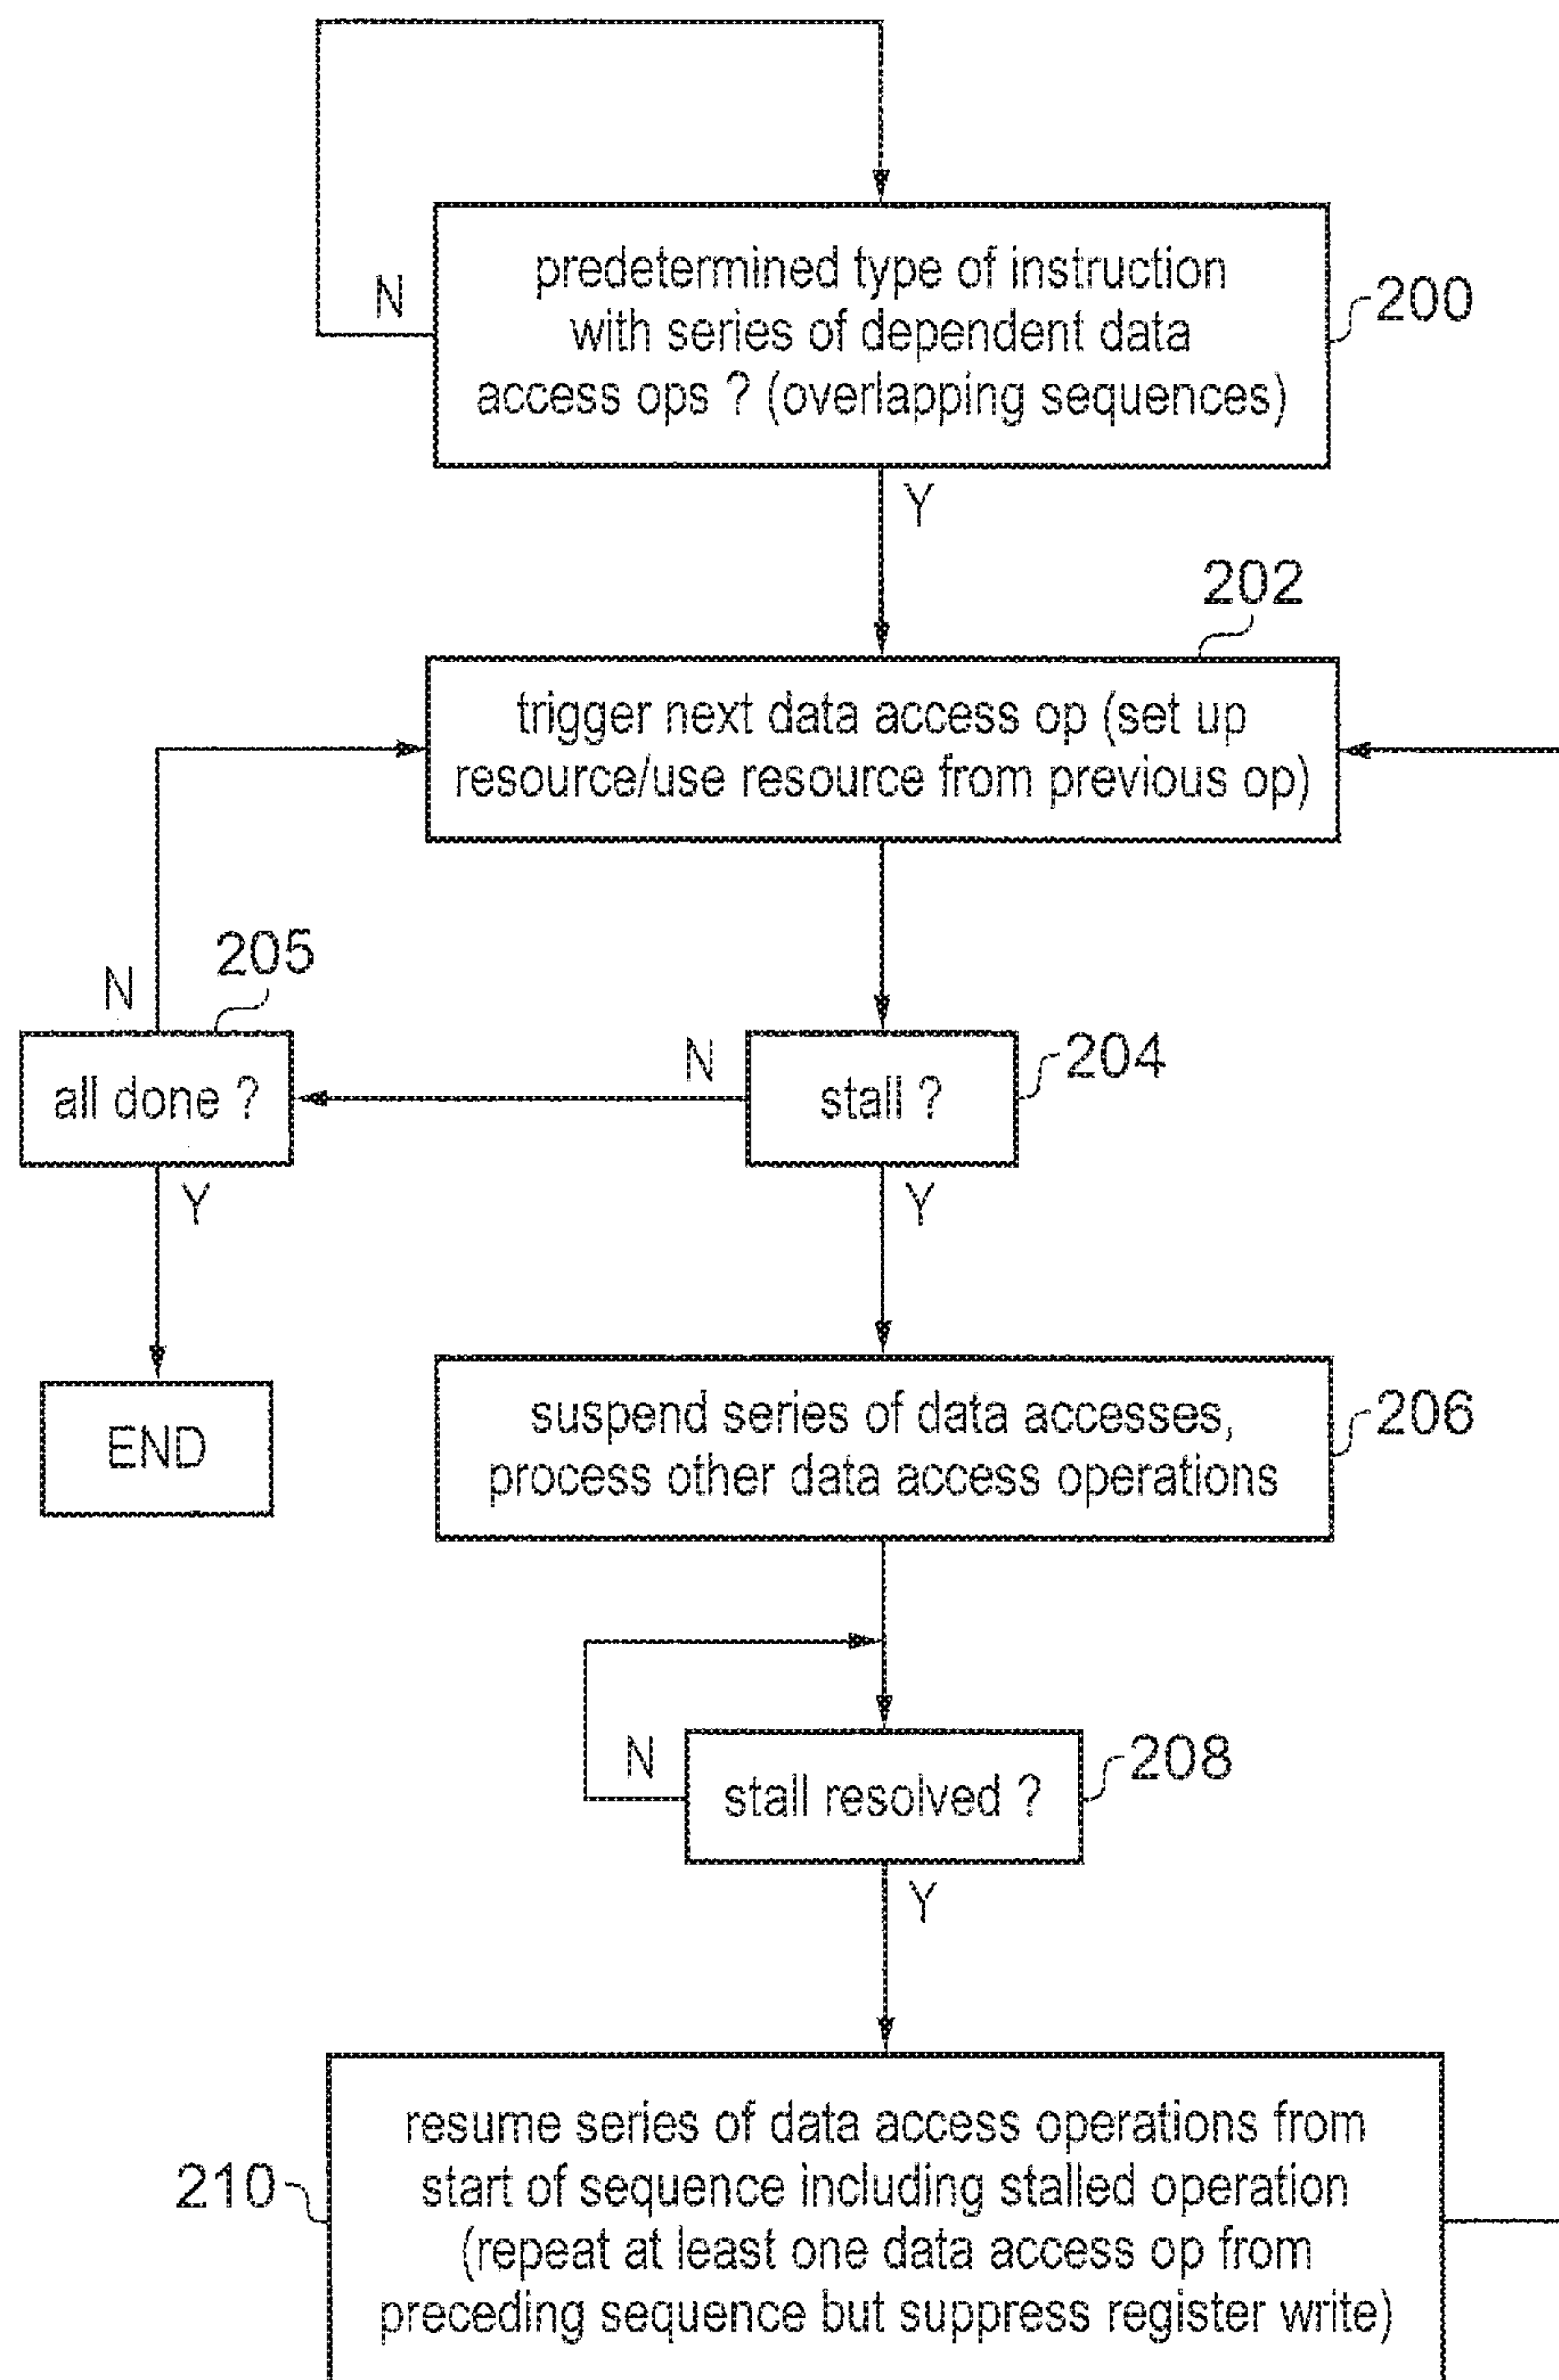 predetermined type of instruction
with series of dependent data
access ops ? (overlapping sequences)
N
200
Y
202
trigger next data access op (set up
resource/use resource from previous op)
205
N
all done ?
N
stall ?
204
Y
Y
END
suspend series of data accesses,
process other data access operations
206
N
stall resolved ?
208
Y
210
resume series of data access operations from
start of sequence including stalled operation
(repeat at least one data access op from
preceding sequence but suppress register write)